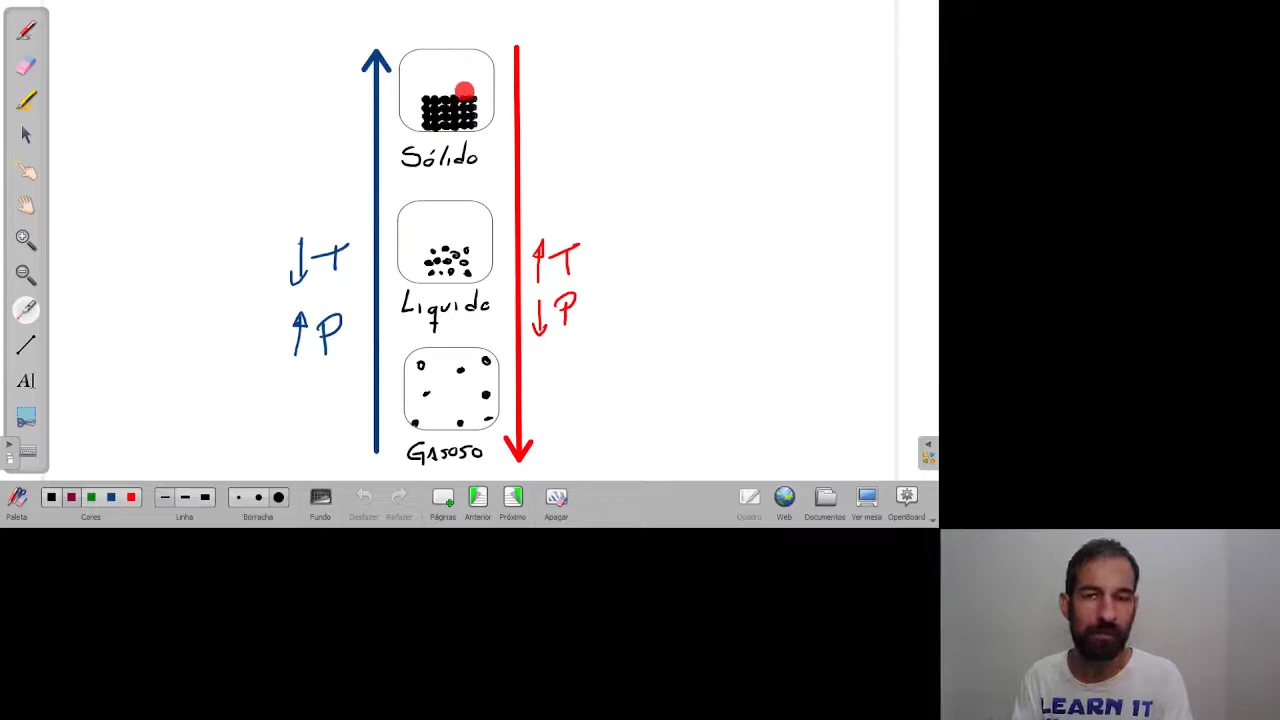 Sólido
↓T
↑T
Liquido
↑P
↓P
Gasoso
Paleta
Cores
Linha
Borracha
Fundo
Desfazer
Refazer
Páginas
Anterior
Próximo
Apagar
Quadro
Web
Documentos
Ver mesa
OpenBoard
A
LEARN IT